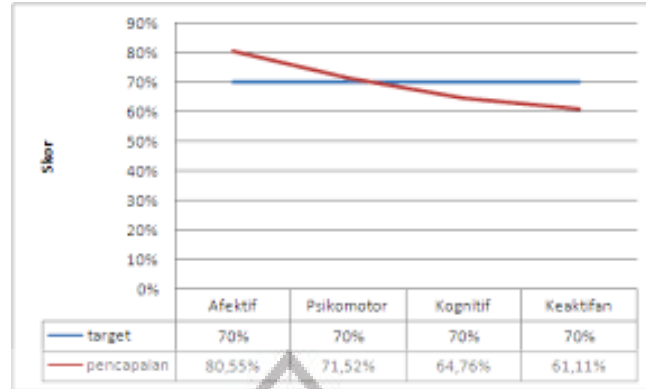 90%
80%
70%
60%
50%
40%
30%
20%
10%
0%
Skor
Afektif Psikomotor Kognitif Keaktifan
target 70% 70% 70% 70%
pencapaian 80,55% 71,52% 64,76% 61,11%